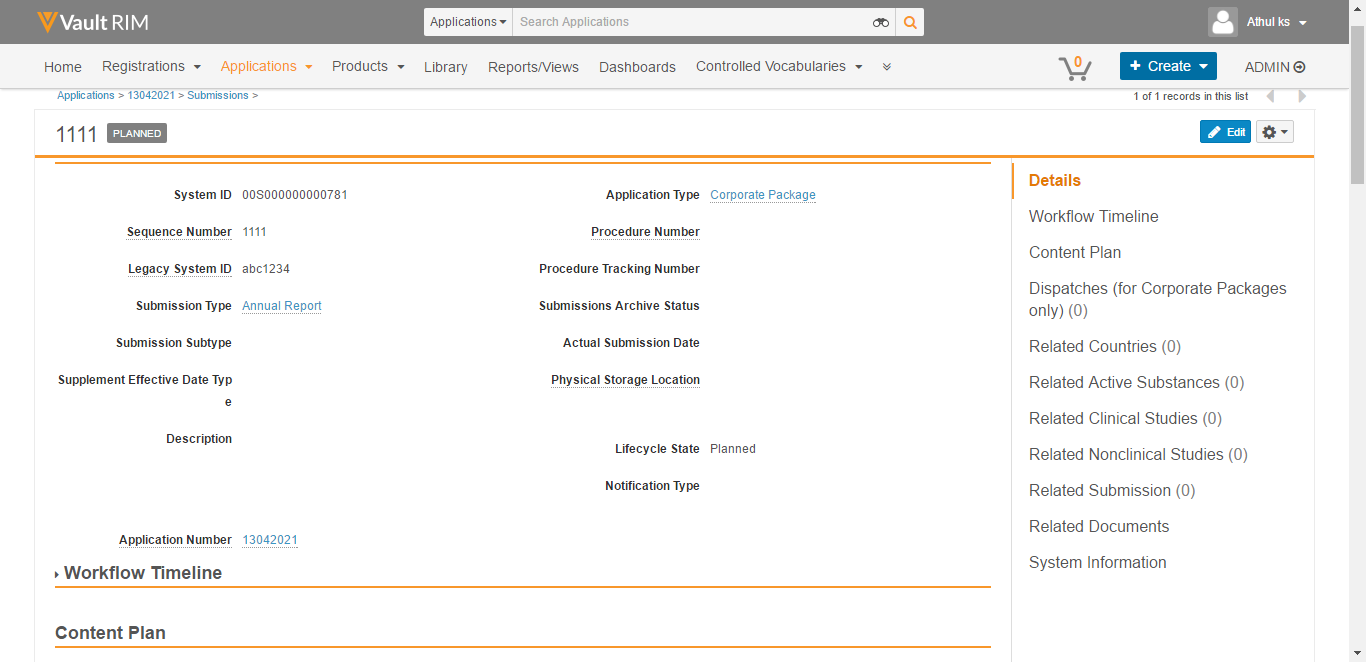 Vault RIM
Applications
Search Applications
Athul ks
Home
Registrations
Applications
Products
Library
Reports/Views
Dashboards
Controlled Vocabularies
0
Create
ADMIN
Applications > 13042021 > Submissions >
1 of 1 records in this list
1111
PLANNED
Edit
System ID 00S000000000781
Sequence Number 1111
Legacy System ID abc1234
Submission Type Annual Report
Submission Subtype
Supplement Effective Date Typ
e
Description
Application Number 13042021
Application Type Corporate Package
Procedure Number
Procedure Tracking Number
Submissions Archive Status
Actual Submission Date
Physical Storage Location
Lifecycle State Planned
Notification Type
Workflow Timeline
Content Plan
Details
Workflow Timeline
Content Plan
Dispatches (for Corporate Packages
only) (0)
Related Countries (0)
Related Active Substances (0)
Related Clinical Studies (0)
Related Nonclinical Studies (0)
Related Submission (0)
Related Documents
System Information